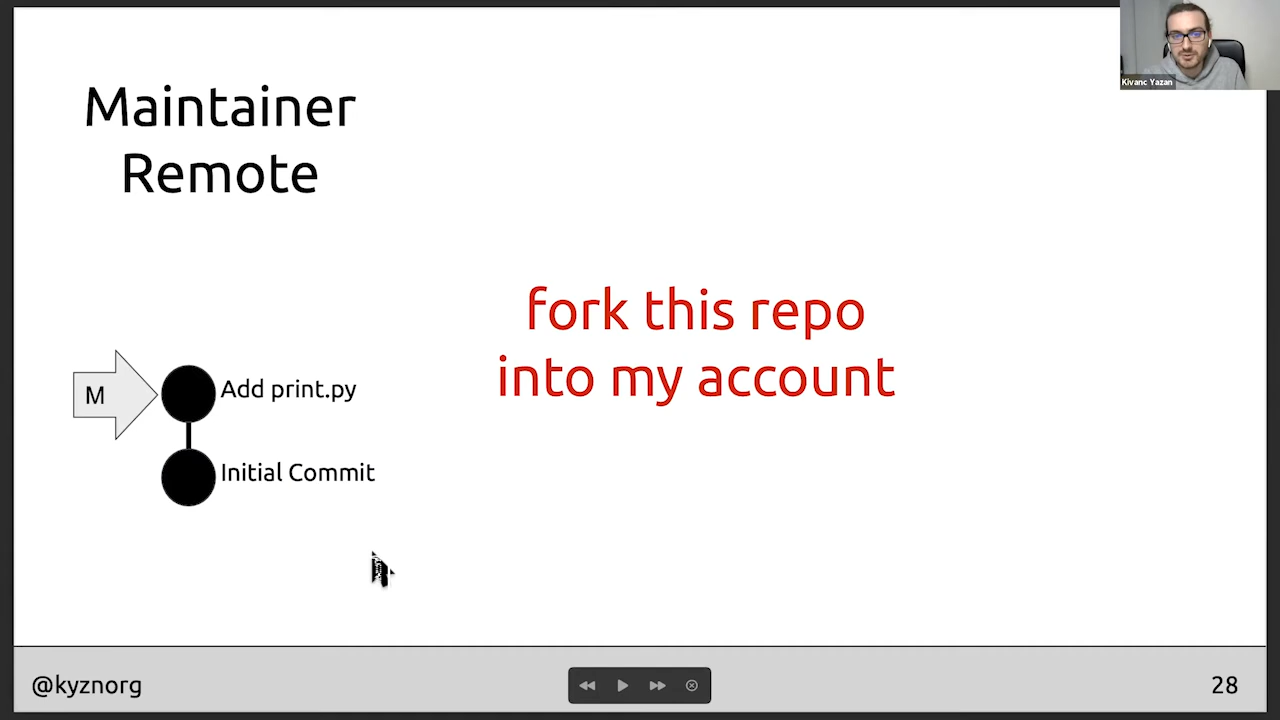 Maintainer
Remote
Kivanc Yazan
fork this repo
into my account
M
Add print.py
Initial Commit
@kyznorg
28